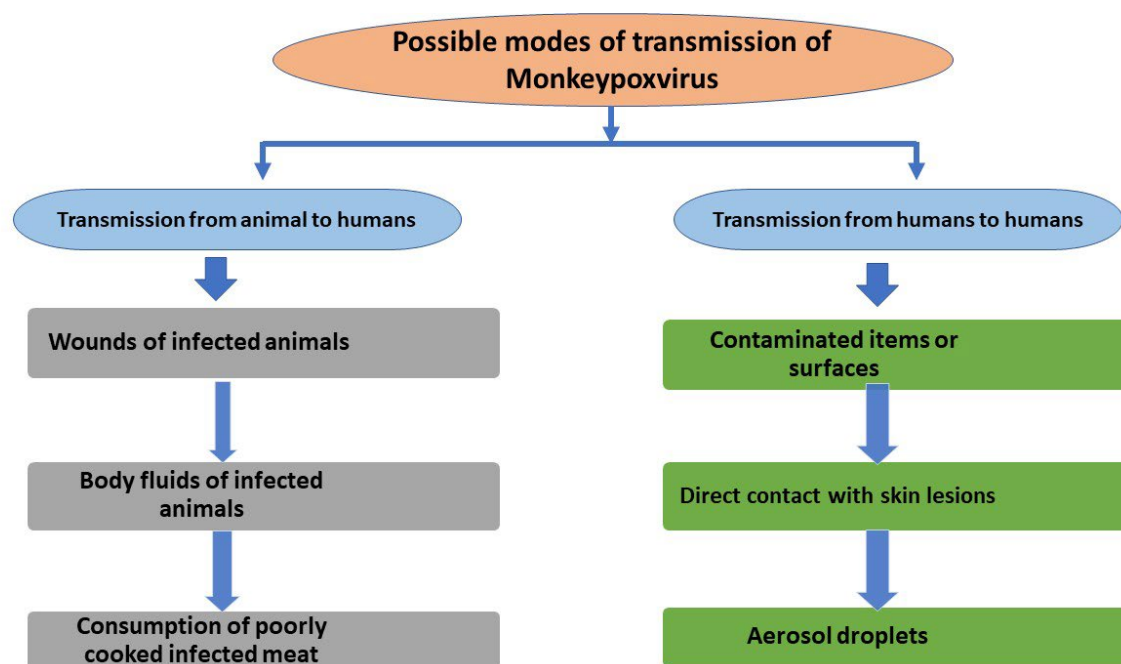 Possible modes of transmission of
Monkeypoxvirus
Transmission from animal to humans
Transmission from humans to humans
Wounds of infected animals
Contaminated items or
surfaces
Body fluids of infected
animals
Direct contact with skin lesions
Consumption of poorly
cooked infected meat
Aerosol droplets